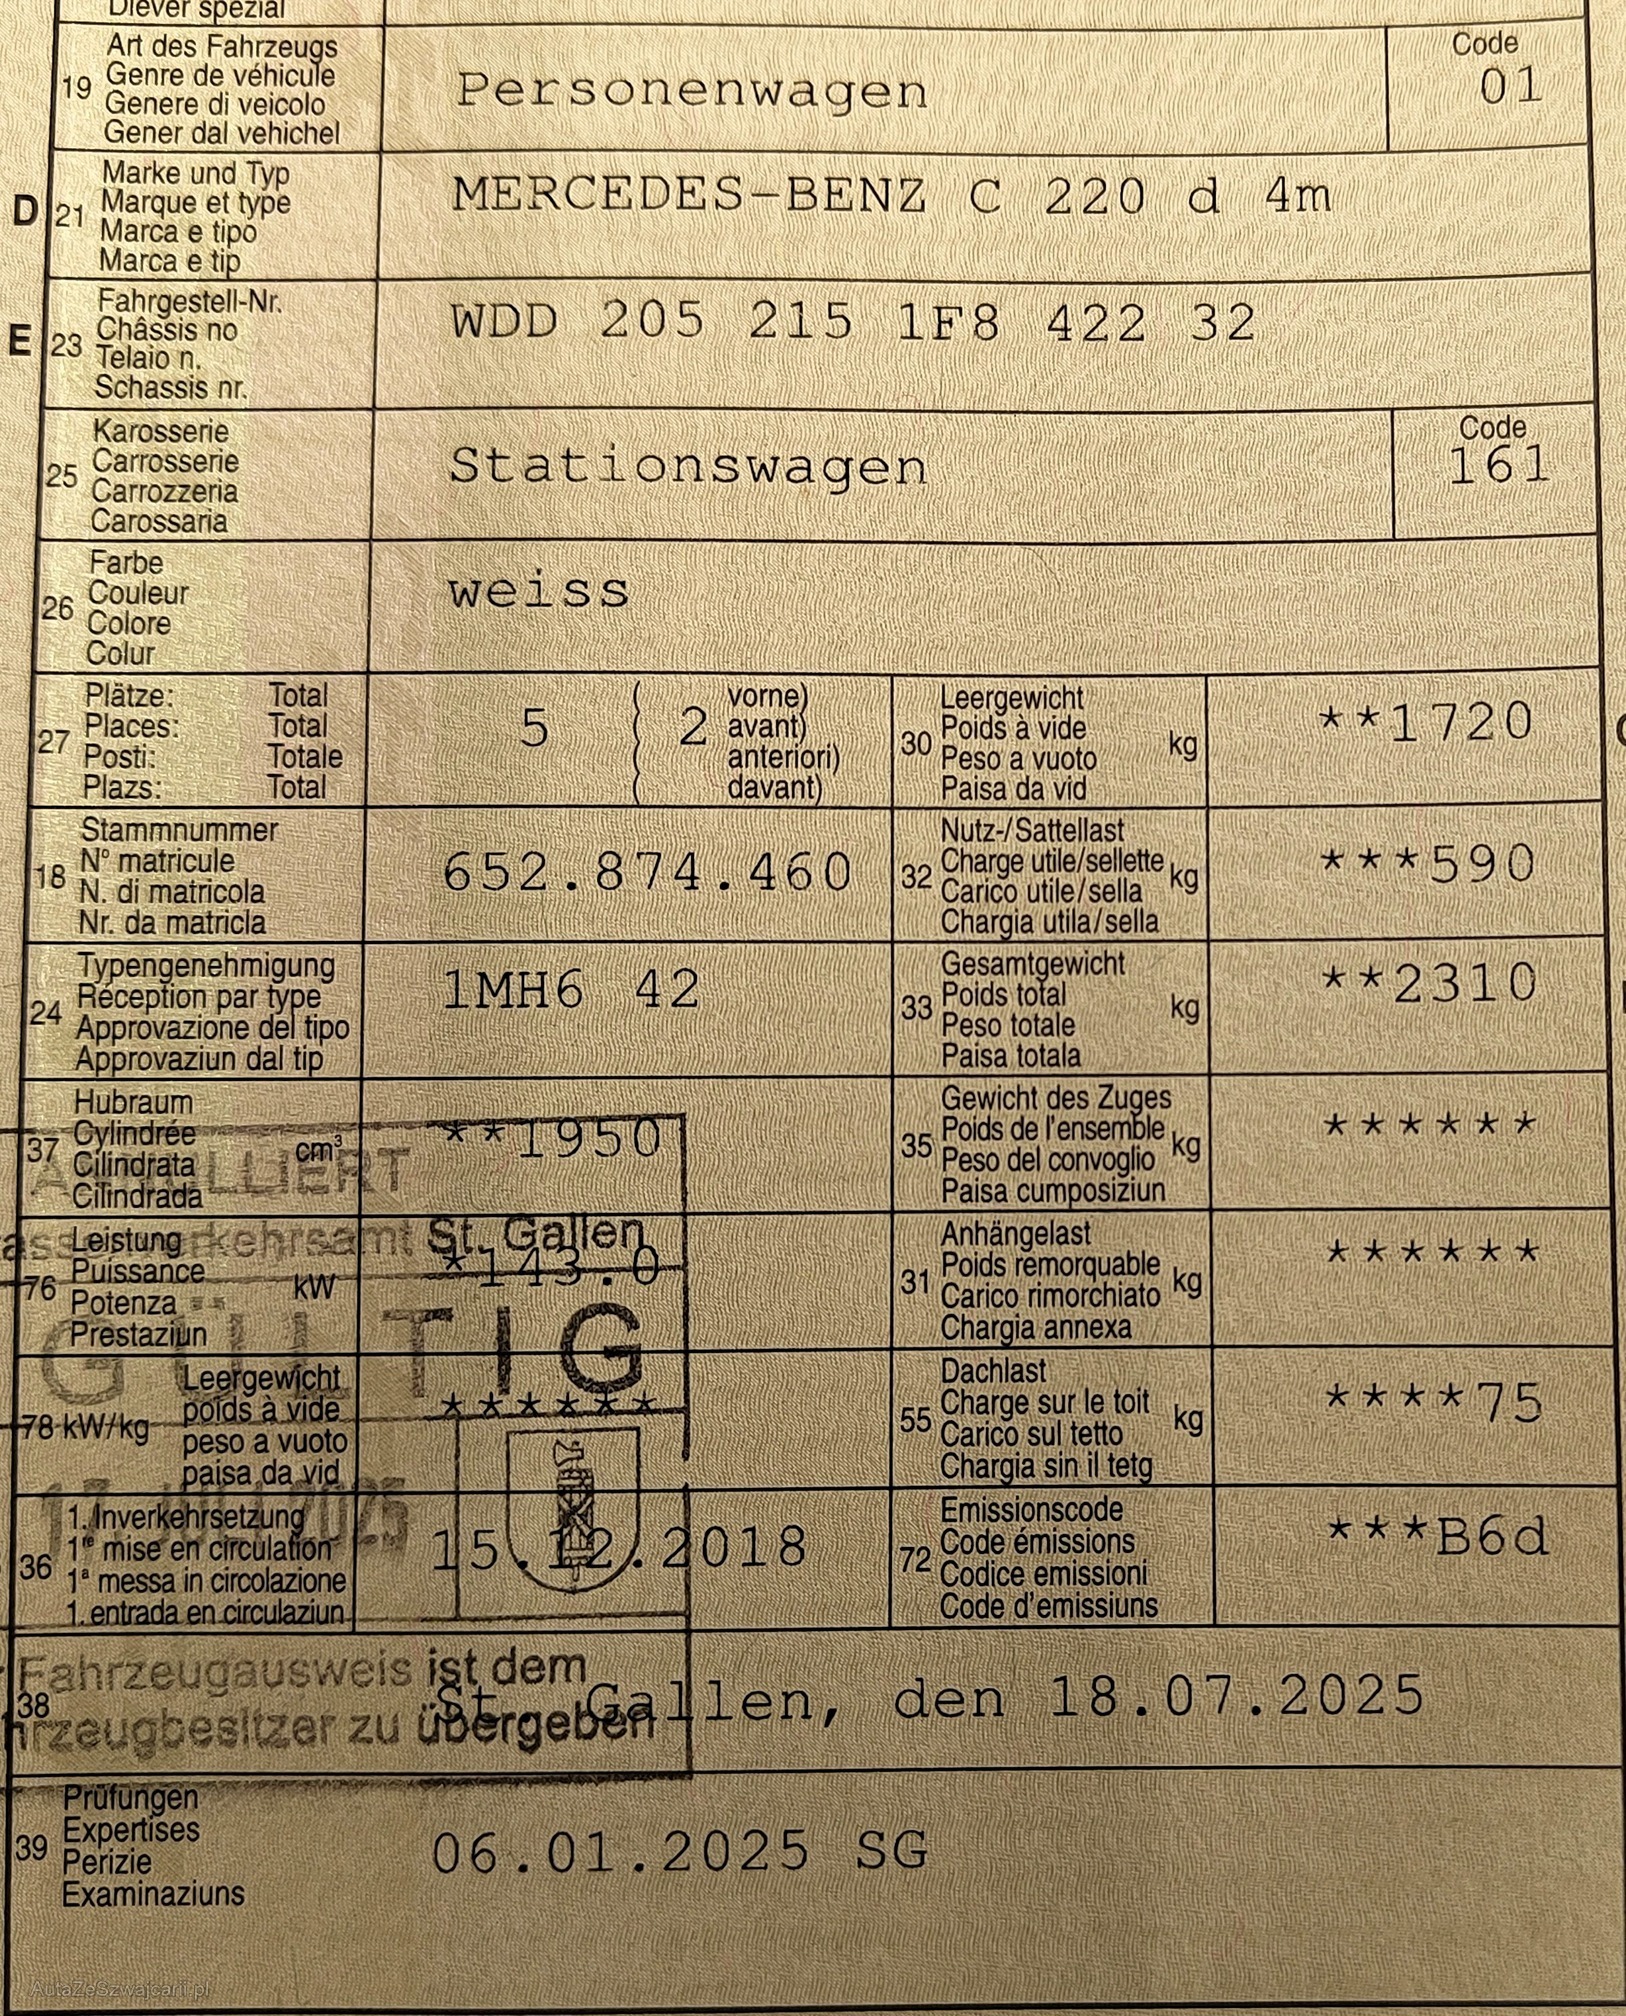 Diever spezial
19 Art des Fahrzeugs
Genre de véhicule
Genere di veicolo
Gener dal vehichel
Personenwagen
Code
01
D 21 Marke und Typ
Marque et type
Marca e tipo
Marca e tip
MERCEDES-BENZ C 220 d 4m
E 23 Fahrgestell-Nr.
Châssis no
Telaio n.
Schassis nr.
WDD 205 215 1F8 422 32
25 Karosserie
Carrosserie
Carrozzeria
Carossaria
Stationswagen
Code
161
26 Farbe
Couleur
Colore
Colur
weiss
27 Plätze: Total
Places: Total
Posti: Totale
Plazs: Total
5 ( 2 vorne)
avant)
anteriori)
davant)
30 Leergewicht
Poids à vide
Peso a vuoto kg
Paisa da vid
**1720
18 Stammnummer
N° matricule
N. di matricola
Nr. da matricla
652.874.460
32 Nutz-/Sattellast
Charge utile/sellette
Carico utile/sella kg
Chargia utila/sella
***590
24 Typengenehmigung
Réception par type
Approvazione del tipo
Approvaziun dal tip
1MH6 42
33 Gesamtgewicht
Poids total
Peso totale kg
Paisa totala
**2310
37 Hubraum
Cylindrée
Cilindrata cm³
Cilindrada
**1950
35 Gewicht des Zuges
Poids de l'ensemble
Peso del convoglio kg
Paisa cumposiziun
******
76 Leistung
Puissance
Potenza kW
Prestaziun
*143.0
31 Anhängelast
Poids remorquable
Carico rimorchiato kg
Chargia annexa
******
78 kW/kg Leergewicht
poids à vide
peso a vuoto
paisa da vid
******
55 Dachlast
Charge sur le toit
Carico sul tetto kg
Chargia sin il tetg
****75
36 1. Inverkehrsetzung
1re mise en circulation
1a messa in circolazione
1. entrada en circulaziun
15.12.2018
72 Emissionscode
Code émissions
Codice emissioni
Code d'emissiuns
***B6d
38 St. Gallen, den 18.07.2025
39 Prüfungen
Expertises
Perizie
Examinaziuns
06.01.2025 SG
St. Gallen
GÜLTIG
Fahrzeugausweis ist dem
zu übergeben
AutaZeSzwajcarii.pl